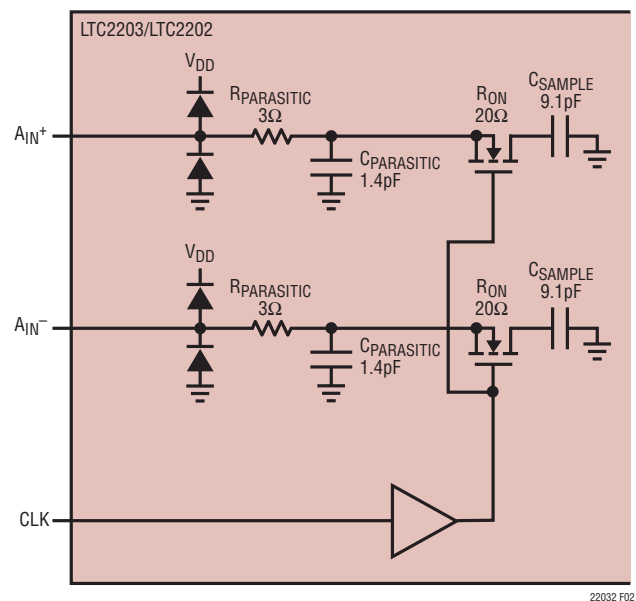 LTC2203/LTC2202
VDD
RPARASITIC
3Ω
CPARASITIC
1.4pF
RON
20Ω
CSAMPLE
9.1pF
AIN+
VDD
RPARASITIC
3Ω
CPARASITIC
1.4pF
RON
20Ω
CSAMPLE
9.1pF
AIN−
CLK
22032 F02